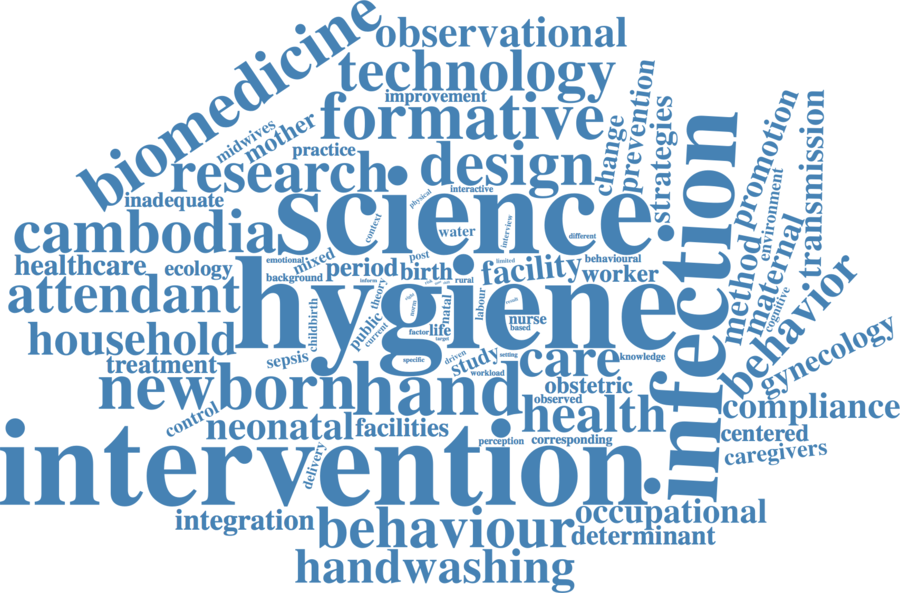 biomedicine
observational
technology
improvement
formative
midwives
mother
practice
change
prevention
strategies
research
design
inadequate
science
physical
interactive
context
water
interview
different
infection
promotion
transmission
environment
cambodia
healthcare
ecology
emotional
background
mixed
period
post
birth
limited
rural
facility
behavioural
worker
method
maternal
cognitive
behavior
attendant
hygiene
inform
theory
natal
labour
childbirth
public
current
norm
factor
life
target
nurse
based
household
treatment
sepsis
specific
driven
study
setting
workload
care
knowledge
gynecology
newborn
hand
obstetric
observed
health
compliance
control
neonatal
facilities
perception
corresponding
centered
caregivers
intervention
delivery
integration
behaviour
occupational
determinant
handwashing